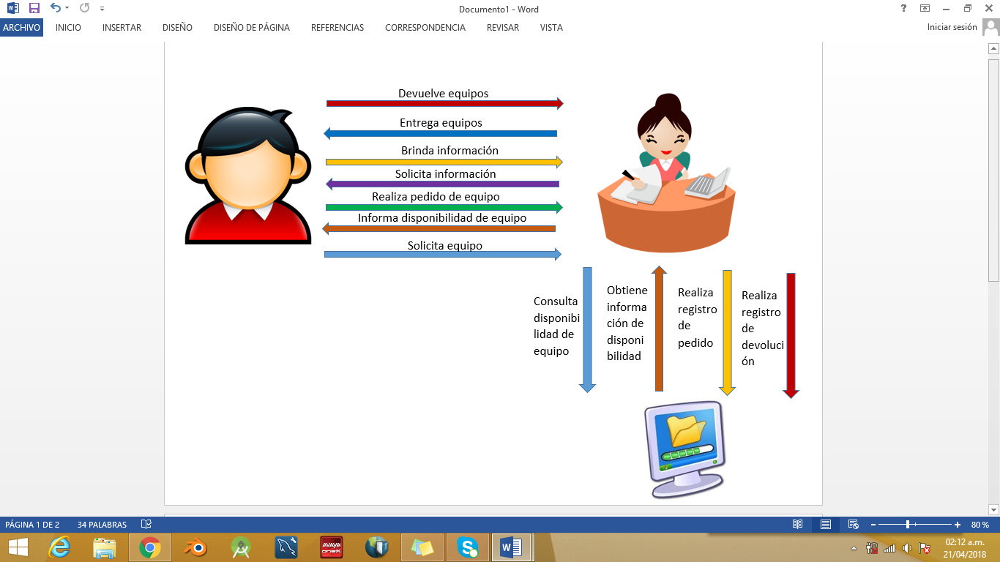 Documento1 - Word
?
ARCHIVO INICIO INSERTAR DISEÑO DISEÑO DE PÁGINA REFERENCIAS CORRESPONDENCIA REVISAR VISTA Iniciar sesión
Devuelve equipos
Entrega equipos
Brinda información
Solicita información
Realiza pedido de equipo
Informa disponibilidad de equipo
Solicita equipo
Consulta
disponibi
lidad de
equipo
Obtiene
informa
ción de
disponi
bilidad
Realiza
registro
de
pedido
Realiza
registro
de
devoluci
ón
PÁGINA 1 DE 2 34 PALABRAS 80 %
AVAYA
one-X
02:12 a.m.
21/04/2018